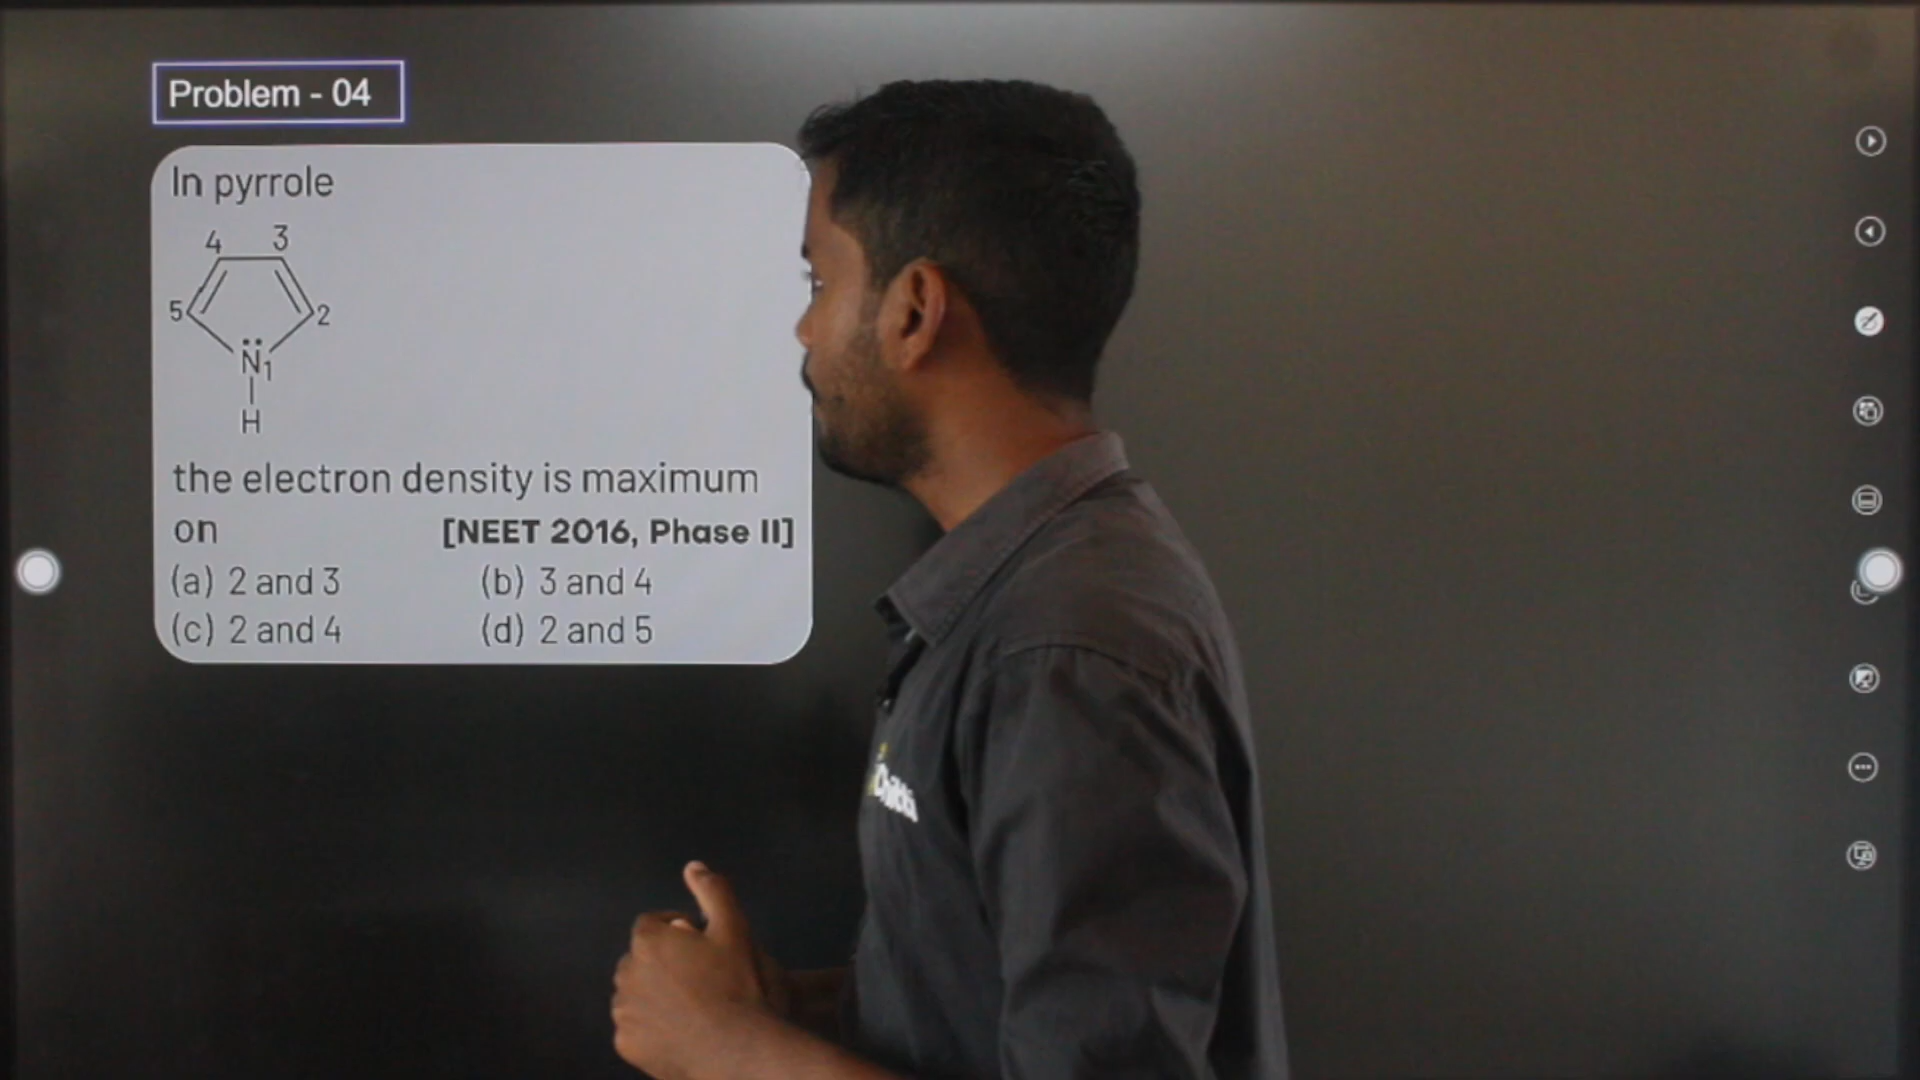 Problem - 04
In pyrrole
4 3
5 2
N1
H
the electron density is maximum
on [NEET 2016, Phase II]
(a) 2 and 3 (b) 3 and 4
(c) 2 and 4 (d) 2 and 5